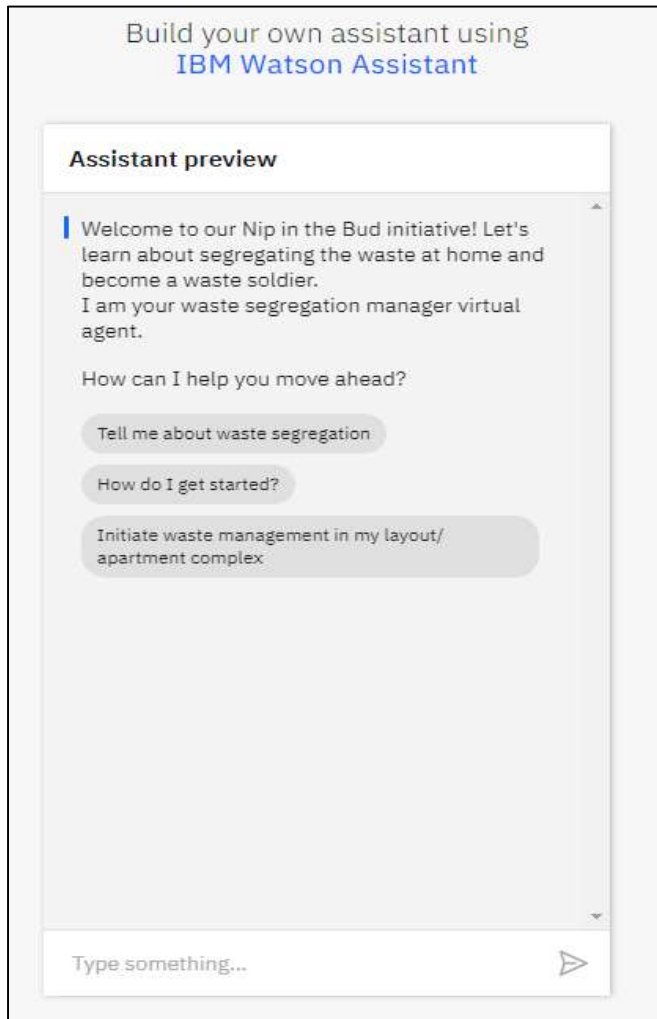 Build your own assistant using
IBM Watson Assistant
Assistant preview
Welcome to our Nip in the Bud initiative! Let's
learn about segregating the waste at home and
become a waste soldier.
I am your waste segregation manager virtual
agent.
How can I help you move ahead?
Tell me about waste segregation
How do I get started?
Initiate waste management in my layout/
apartment complex
Type something...